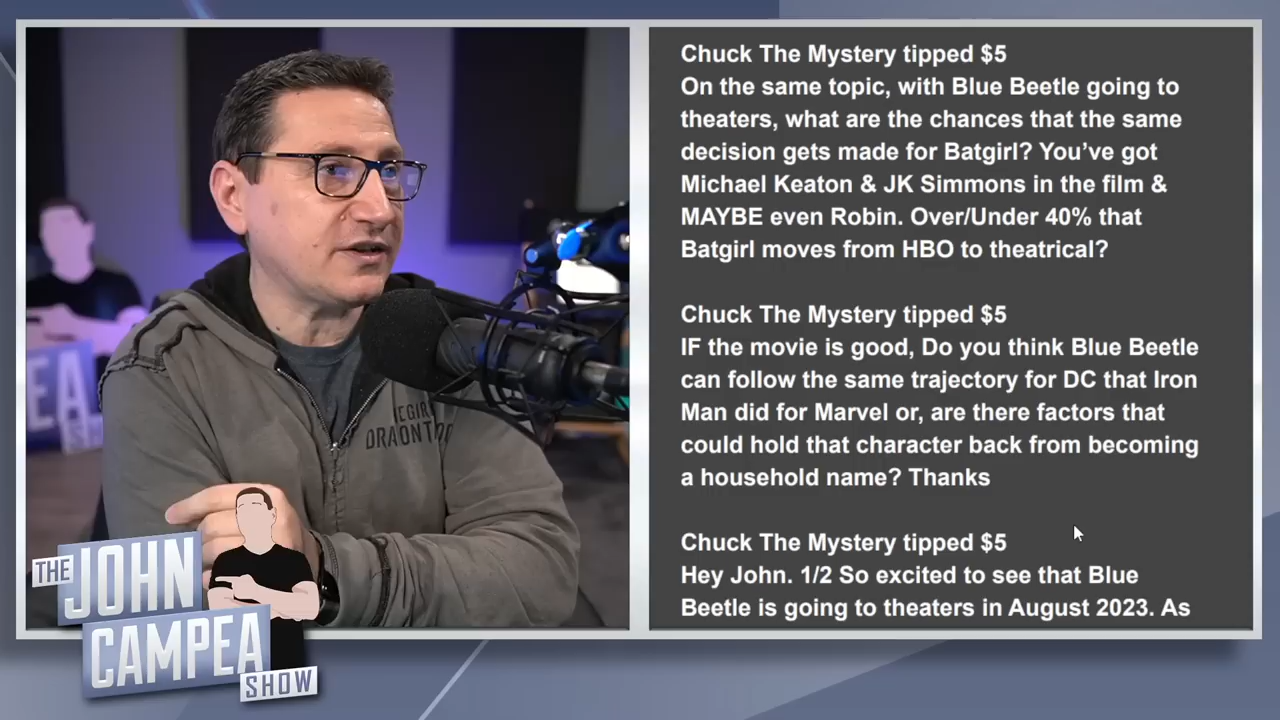 Chuck The Mystery tipped $5
On the same topic, with Blue Beetle going to
theaters, what are the chances that the same
decision gets made for Batgirl? You’ve got
Michael Keaton & JK Simmons in the film &
MAYBE even Robin. Over/Under 40% that
Batgirl moves from HBO to theatrical?
Chuck The Mystery tipped $5
IF the movie is good, Do you think Blue Beetle
can follow the same trajectory for DC that Iron
Man did for Marvel or, are there factors that
could hold that character back from becoming
a household name? Thanks
Chuck The Mystery tipped $5
Hey John. 1/2 So excited to see that Blue
Beetle is going to theaters in August 2023. As
THE
JOHN
CAMPEA
SHOW